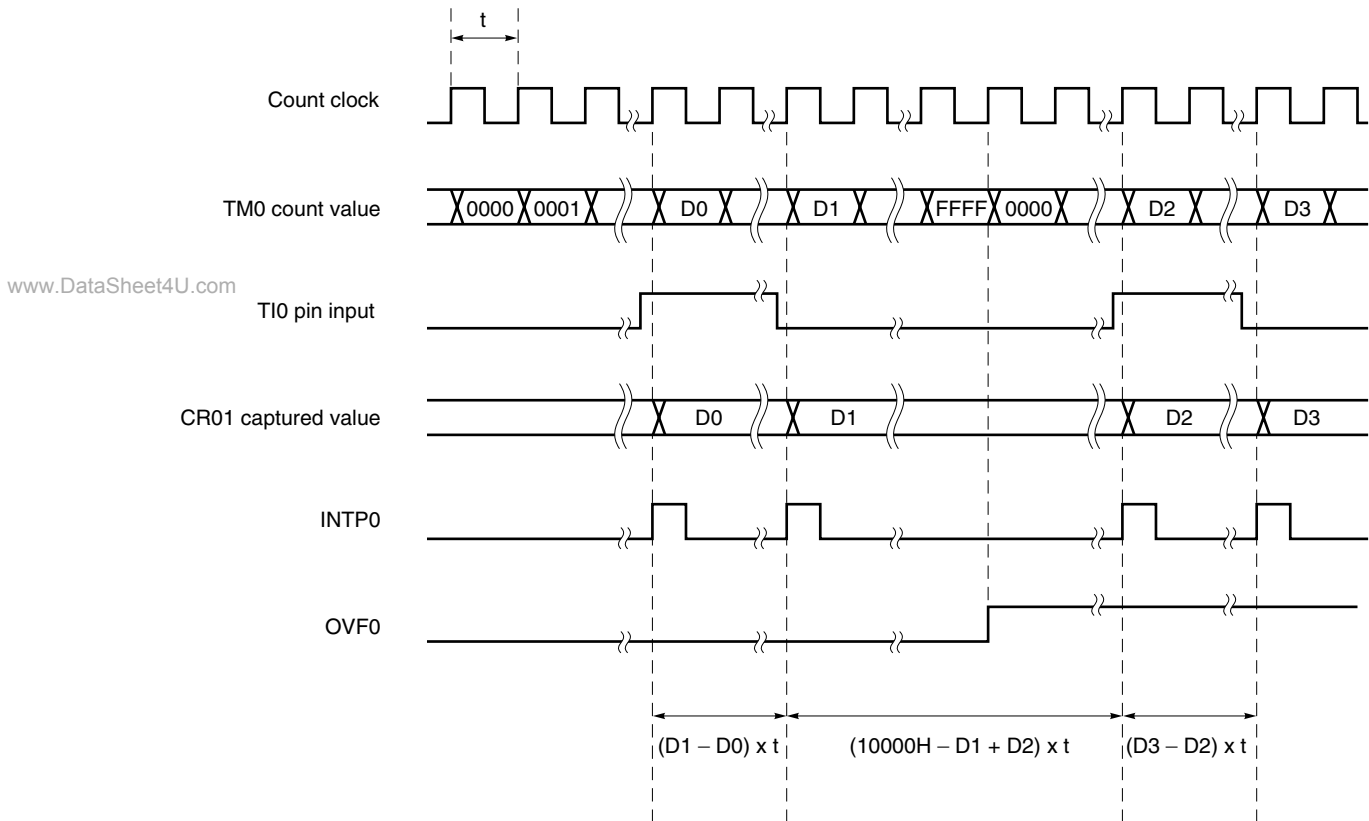 t
Count clock
TM0 count value 0000 0001 D0 D1 FFFF 0000 D2 D3
www.DataSheet4U.com
TI0 pin input
CR01 captured value D0 D1 D2 D3
INTP0
OVF0
(D1 – D0) x t (10000H – D1 + D2) x t (D3 – D2) x t